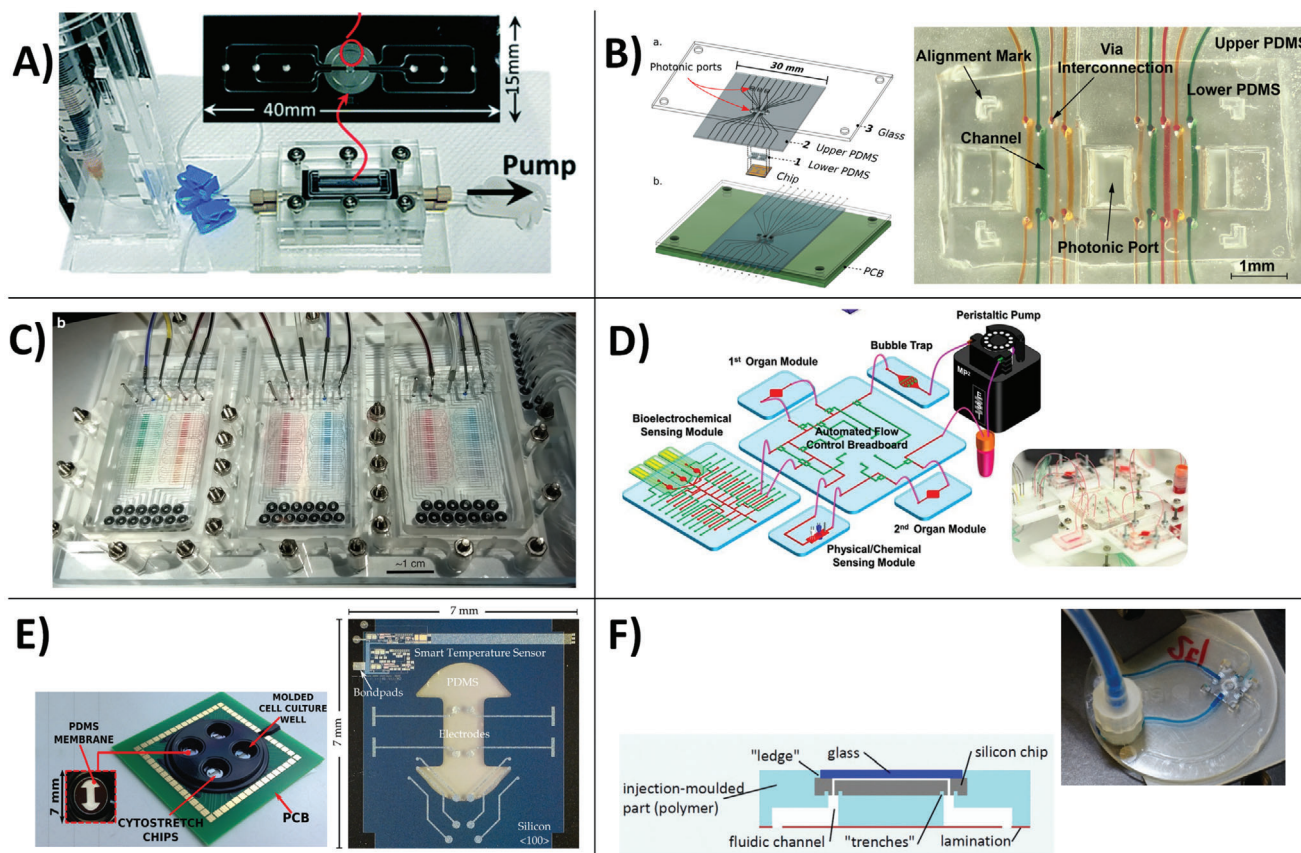 A)
40mm
15mm
Pump
B)
a.
Photonic ports
30 mm
3 Glass
2 Upper PDMS
1 Lower PDMS
Chip
b.
PCB
Alignment Mark
Via
Interconnection
Upper PDMS
Lower PDMS
Channel
Photonic Port
1mm
C)
b
~1 cm
D)
Peristaltic Pump
Bubble Trap
MP²
1st Organ Module
Bioelectrochemical
Sensing Module
Automated Flow
Control Breadboard
2nd Organ Module
Physical/Chemical
Sensing Module
E)
MOLDED
CELL CULTURE
WELL
PDMS
MEMBRANE
7 mm
CYTOSTRETCH
CHIPS
PCB
7 mm
7 mm
Smart Temperature Sensor
Bondpads
PDMS
Electrodes
Silicon
<100>
F)
"ledge"
glass
silicon chip
injection-moulded
part (polymer)
fluidic channel
"trenches"
lamination